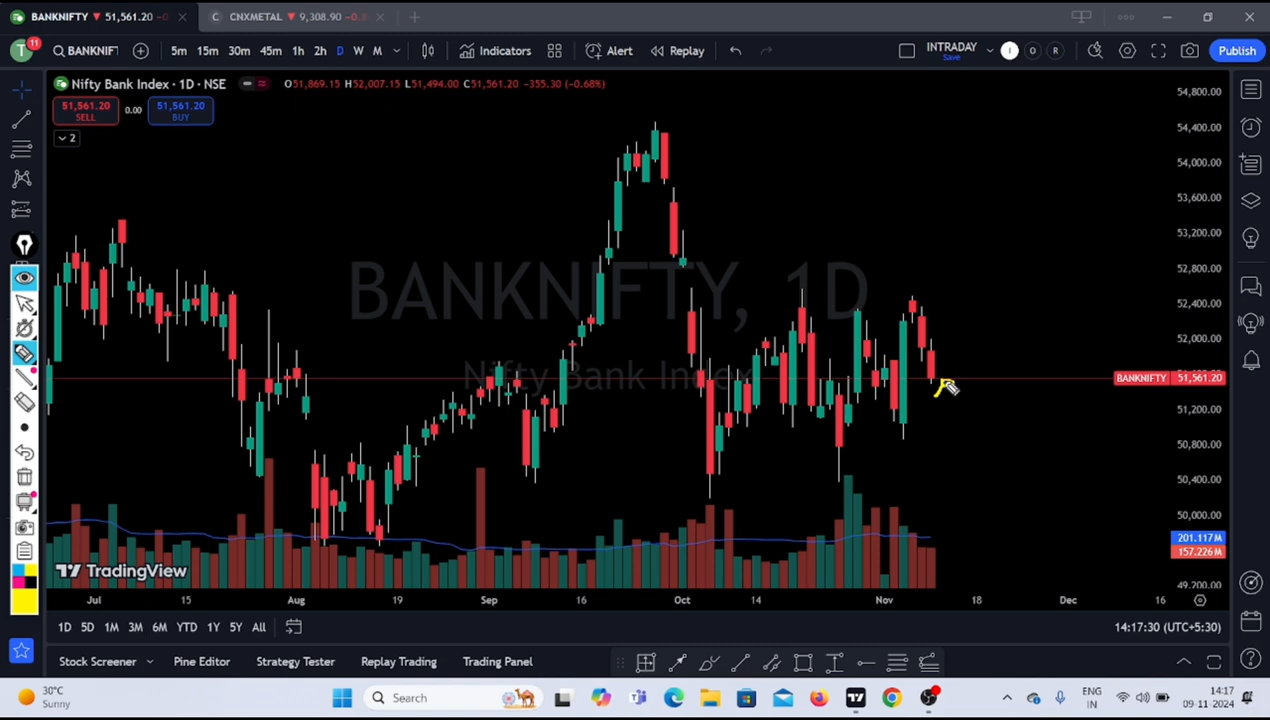 BANKNIFTY ▼ 51,561.20 −0
C CNXMETAL ▼ 9,308.90 −0.
T 11 BANKNIFT 5m 15m 30m 45m 1h 2h D W M Indicators Alert Replay INTRADAY Save I O R Publish
Nifty Bank Index · 1D · NSE O51,869.15 H52,007.15 L51,494.00 C51,561.20 −355.30 (−0.68%)
51,561.20 SELL 0.00 51,561.20 BUY
2
54,800.00
54,400.00
54,000.00
53,600.00
53,200.00
52,800.00
52,400.00
52,000.00
BANKNIFTY 51,561.20
51,200.00
50,800.00
50,400.00
50,000.00
201.117M
157.226M
49,700.00
BANKNIFTY, 1D
Nifty Bank Index
TradingView
Jul 15 Aug 19 Sep 16 Oct 14 Nov 18 Dec 16
1D 5D 1M 3M 6M YTD 1Y 5Y All 14:17:30 (UTC+5:30)
Stock Screener Pine Editor Strategy Tester Replay Trading Trading Panel
30°C
Sunny
Search
ENG
IN
14:17
09-11-2024